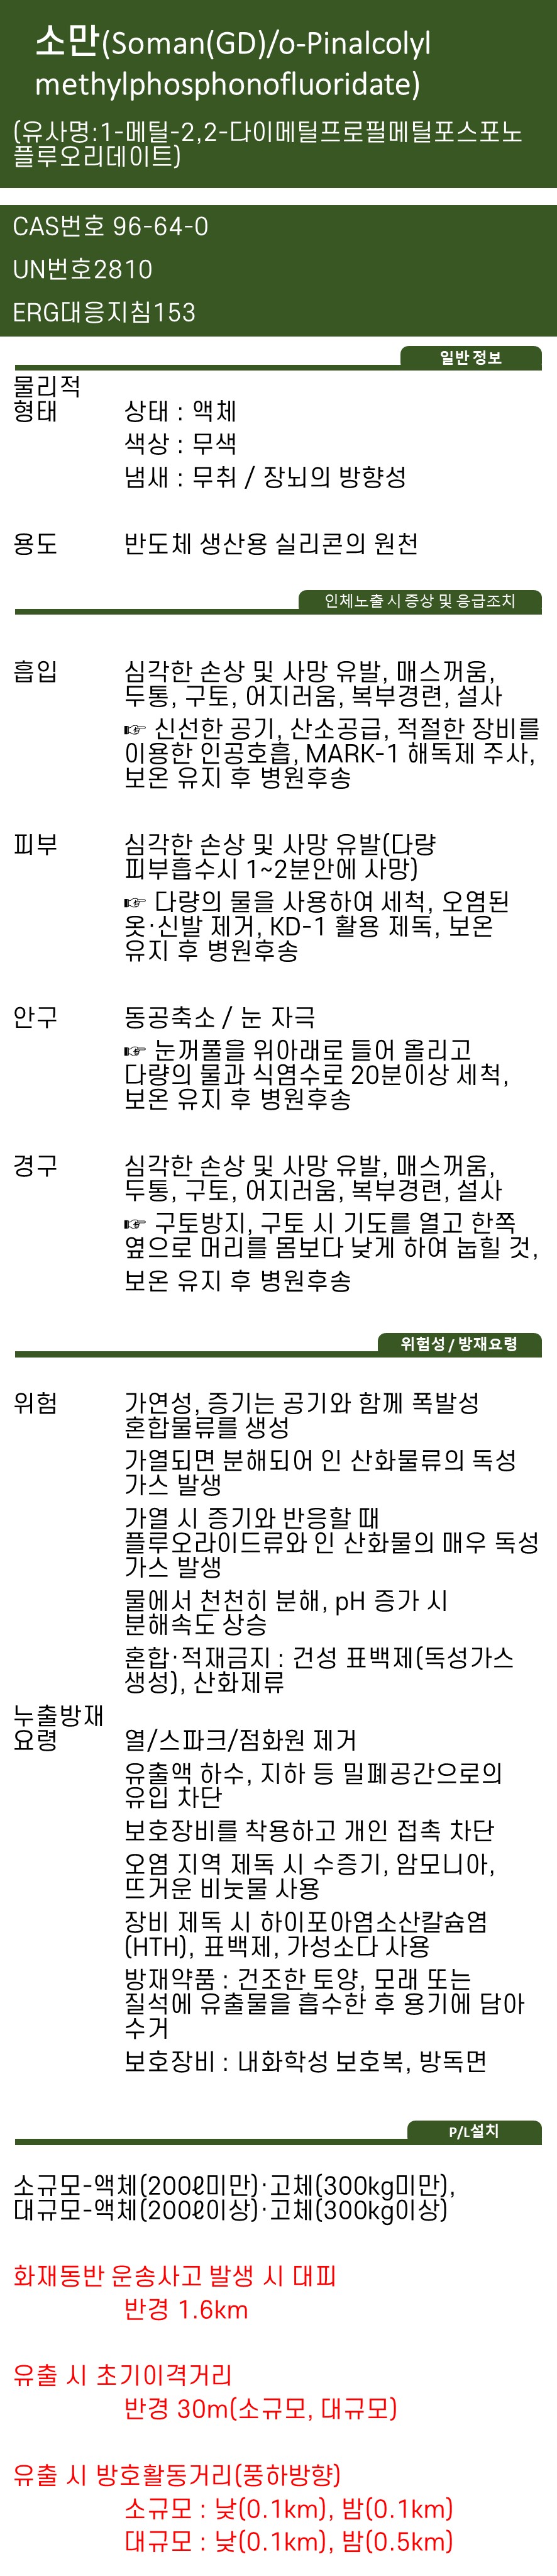 소만(Soman(GD)/o-Pinalcolyl
methylphosphonofluoridate)
(유사명:1-메틸-2,2-다이메틸프로필메틸포스포노
플루오리데이트)
CAS번호 96-64-0
UN번호2810
ERG대응지침153
일반 정보
물리적
형태 상태 : 액체
색상 : 무색
냄새 : 무취 / 장뇌의 방향성
용도 반도체 생산용 실리콘의 원천
인체노출 시 증상 및 응급조치
흡입 심각한 손상 및 사망 유발, 매스꺼움,
두통, 구토, 어지러움, 복부경련, 설사
☞ 신선한 공기, 산소공급, 적절한 장비를
이용한 인공호흡, MARK-1 해독제 주사,
보온 유지 후 병원후송
피부 심각한 손상 및 사망 유발(다량
피부흡수시 1~2분안에 사망)
☞ 다량의 물을 사용하여 세척, 오염된
옷·신발 제거, KD-1 활용 제독, 보온
유지 후 병원후송
안구 동공축소 / 눈 자극
☞ 눈꺼풀을 위아래로 들어 올리고
다량의 물과 식염수로 20분이상 세척,
보온 유지 후 병원후송
경구 심각한 손상 및 사망 유발, 매스꺼움,
두통, 구토, 어지러움, 복부경련, 설사
☞ 구토방지, 구토 시 기도를 열고 한쪽
옆으로 머리를 몸보다 낮게 하여 눕힐 것,
보온 유지 후 병원후송
위험성 / 방재요령
위험 가연성, 증기는 공기와 함께 폭발성
혼합물류를 생성
가열되면 분해되어 인 산화물류의 독성
가스 발생
가열 시 증기와 반응할 때
플루오라이드류와 인 산화물의 매우 독성
가스 발생
물에서 천천히 분해, pH 증가 시
분해속도 상승
혼합·적재금지 : 건성 표백제(독성가스
생성), 산화제류
누출방재
요령 열/스파크/점화원 제거
유출액 하수, 지하 등 밀폐공간으로의
유입 차단
보호장비를 착용하고 개인 접촉 차단
오염 지역 제독 시 수증기, 암모니아,
뜨거운 비눗물 사용
장비 제독 시 하이포아염소산칼슘염
(HTH), 표백제, 가성소다 사용
방재약품 : 건조한 토양, 모래 또는
질석에 유출물을 흡수한 후 용기에 담아
수거
보호장비 : 내화학성 보호복, 방독면
P/L설치
소규모-액체(200ℓ미만)·고체(300kg미만),
대규모-액체(200ℓ이상)·고체(300kg이상)
화재동반 운송사고 발생 시 대피
반경 1.6km
유출 시 초기이격거리
반경 30m(소규모, 대규모)
유출 시 방호활동거리(풍하방향)
소규모 : 낮(0.1km), 밤(0.1km)
대규모 : 낮(0.1km), 밤(0.5km)